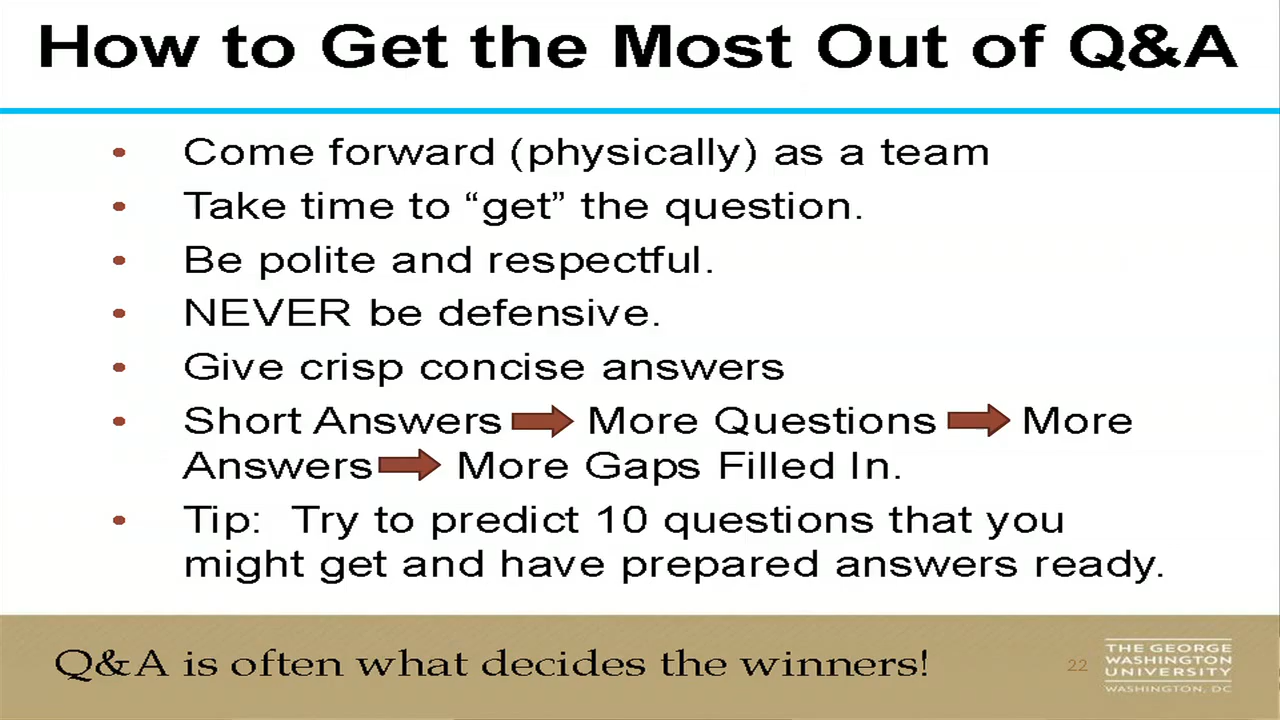 How to Get the Most Out of Q&A
• Come forward (physically) as a team
• Take time to “get” the question.
• Be polite and respectful.
• NEVER be defensive.
• Give crisp concise answers
• Short Answers More Questions More
Answers More Gaps Filled In.
• Tip: Try to predict 10 questions that you
might get and have prepared answers ready.
Q&A is often what decides the winners!
22
THE GEORGE
WASHINGTON
UNIVERSITY
WASHINGTON, DC